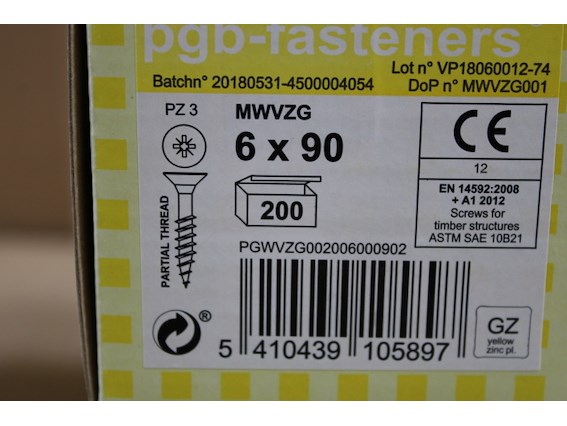 pgb-fasteners®
Lot n° VP18060012-74
Batchn° 20180531-4500004054
DoP n° MWVZG001
PZ 3
MWVZG
6 x 90
200
PARTIAL THREAD
CE
12
EN 14592:2008
+ A1 2012
Screws for
timber structures
ASTM SAE 10B21
PGWVZG002006000902
®
5 410439 105897
GZ
yellow
zinc pl.